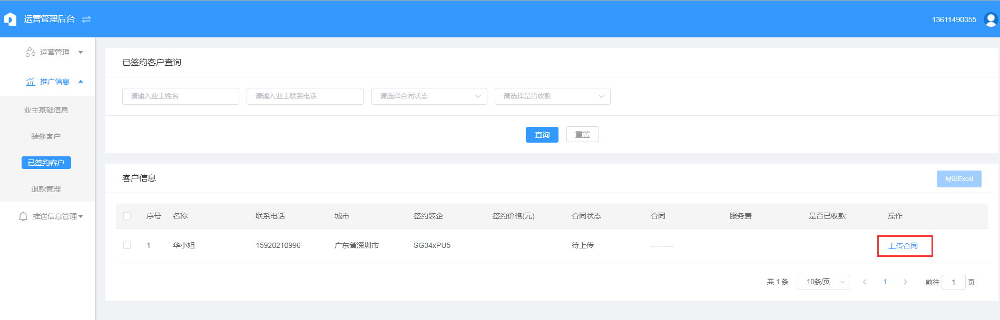 运营管理后台
13611490355
运营管理
推广信息
业主基础信息
装修客户
已签约客户
退款管理
推送信息管理
已签约客户查询
请输入业主姓名 请输入业主联系电话 请选择合同状态 请选择是否收款
查询 重置
客户信息 导出Excel
序号 名称 联系电话 城市 签约装企 签约价格(元) 合同状态 合同 服务费 是否已收款 操作
1 华小姐 15920210996 广东省深圳市 SG34xPU5 待上传 ——— 上传合同
共 1 条 10条/页 1 前往 1 页